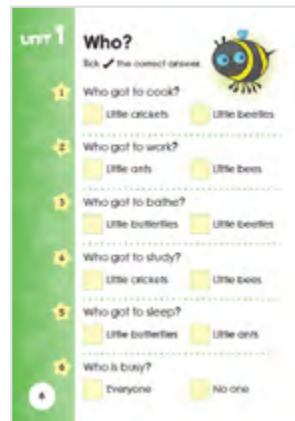 UNIT 1
Who?
Tick ✓ the correct answer.
1 Who got to cook?
Little crickets Little beetles
2 Who got to work?
Little ants Little bees
3 Who got to bathe?
Little butterflies Little beetles
4 Who got to study?
Little crickets Little bees
5 Who got to sleep?
Little butterflies Little ants
6 Who is busy?
Everyone No one
6